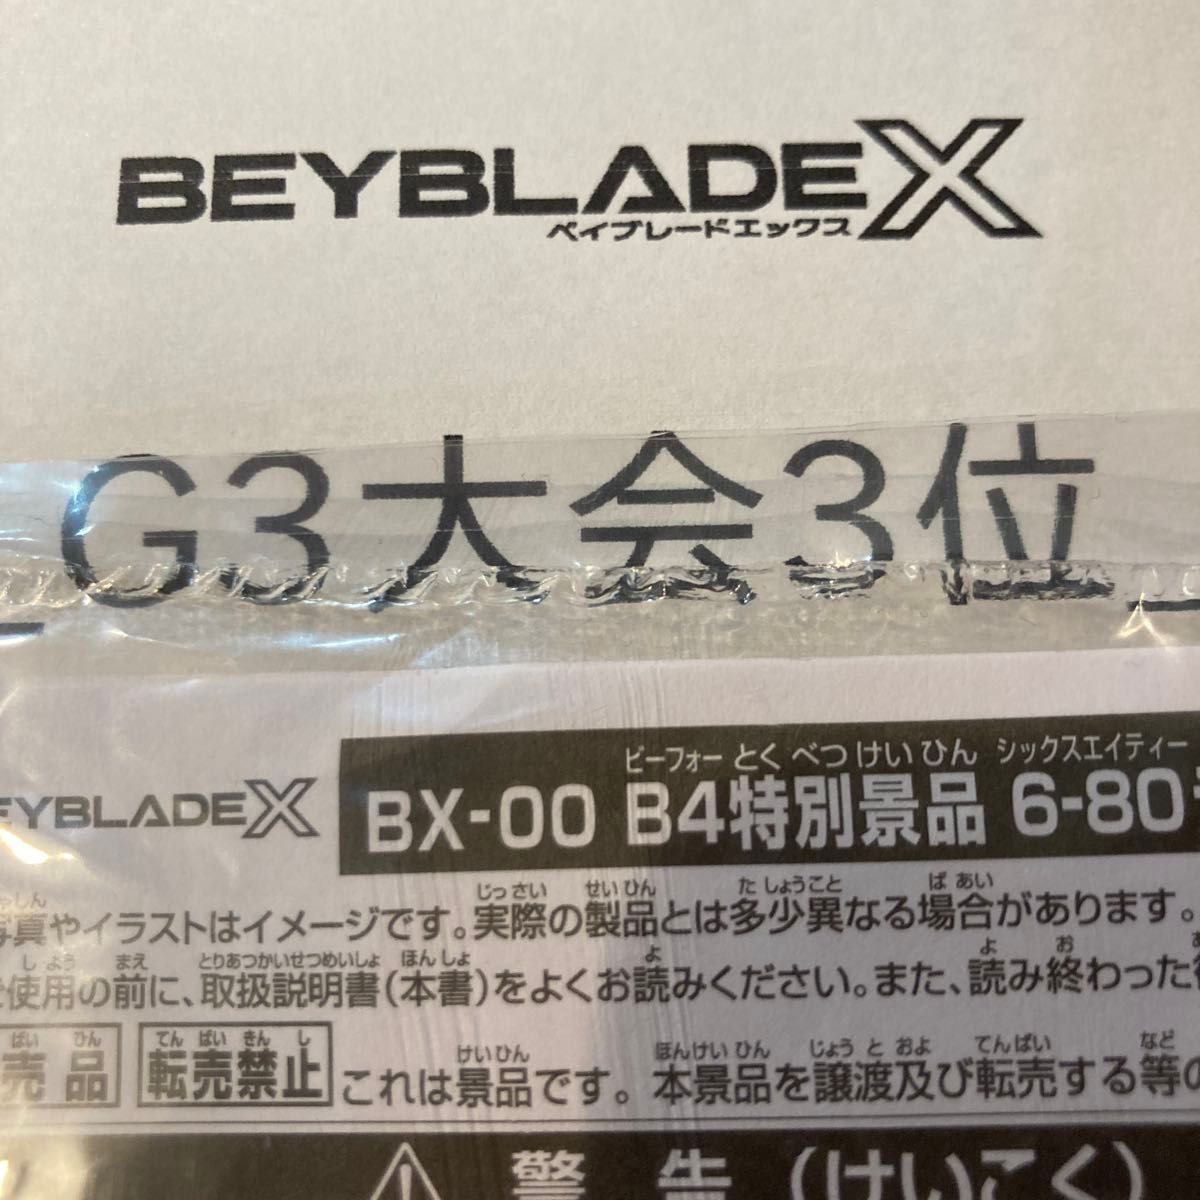 BEYBLADE X
ベイブレードエックス
G3大会3位
ビーフォー とくべつけいひん シックスエイティー
BEYBLADE X BX-00 B4特別景品 6-80
じっさい せいひん たしょうこと ばあい
写真やイラストはイメージです。実際の製品とは多少異なる場合があります。
しよう まえ とりあつかいせつめいしょ ほんしょ よ よ お
使用の前に、取扱説明書(本書)をよくお読みください。また、読み終わった
ばい ひん てんばいきんし けいひん ほんけいひん じょうと およ てんばい など
売品 転売禁止 これは景品です。本景品を譲渡及び転売する等の
警告(けいこく)